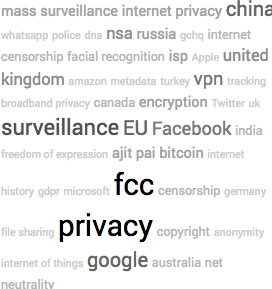 mass surveillance internet privacy china
whatsapp police dna nsa russia gchq internet
censorship facial recognition isp Apple united
kingdom amazon metadata turkey vpn tracking
broadband privacy canada encryption Twitter uk
surveillance EU Facebook india
freedom of expression ajit pai bitcoin internet
history gdpr microsoft fcc censorship germany
file sharing privacy copyright anonymity
internet of things google australia net
neutrality